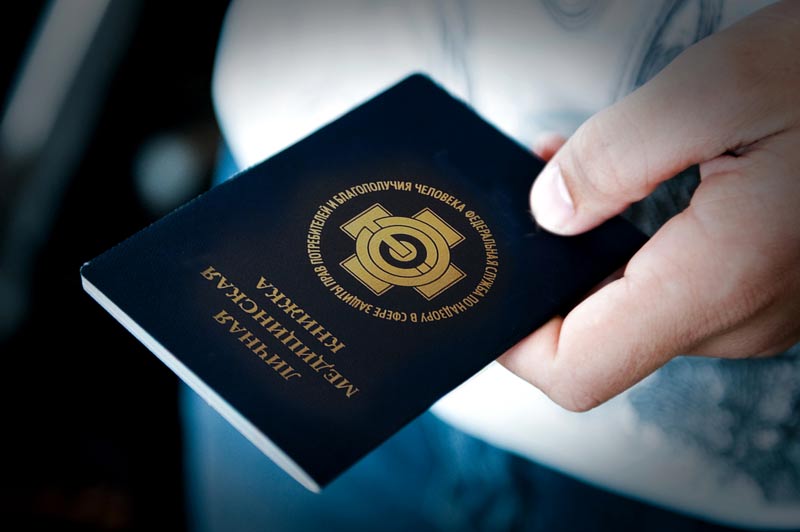 ФЕДЕРАЛЬНАЯ СЛУЖБА ПО НАДЗОРУ В СФЕРЕ ЗАЩИТЫ ПРАВ ПОТРЕБИТЕЛЕЙ И БЛАГОПОЛУЧИЯ ЧЕЛОВЕКА
ЛИЧНАЯ
МЕДИЦИНСКАЯ
КНИЖКА